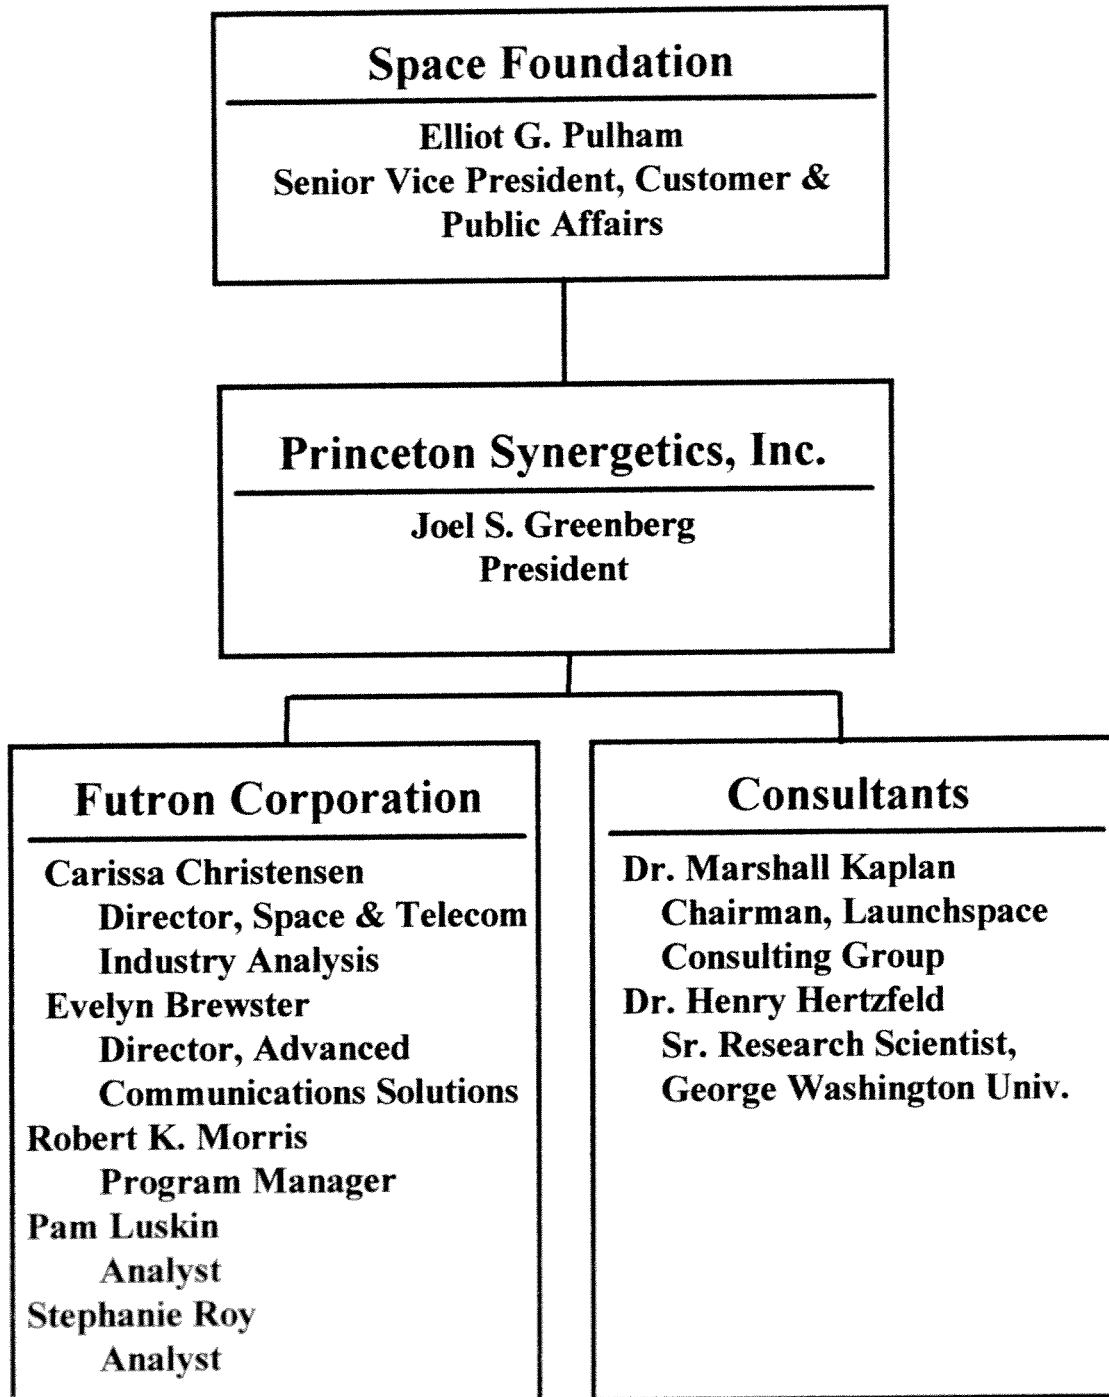 Space Foundation
Elliot G. Pulham
Senior Vice President, Customer &
Public Affairs
Princeton Synergetics, Inc.
Joel S. Greenberg
President
Futron Corporation
Carissa Christensen
Director, Space & Telecom
Industry Analysis
Evelyn Brewster
Director, Advanced
Communications Solutions
Robert K. Morris
Program Manager
Pam Luskin
Analyst
Stephanie Roy
Analyst
Consultants
Dr. Marshall Kaplan
Chairman, Launchspace
Consulting Group
Dr. Henry Hertzfeld
Sr. Research Scientist,
George Washington Univ.